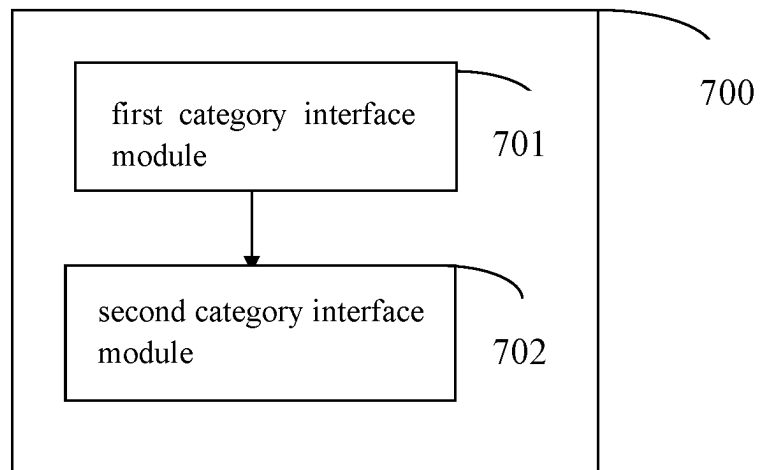 700
first category interface
module
701
second category interface
module
702